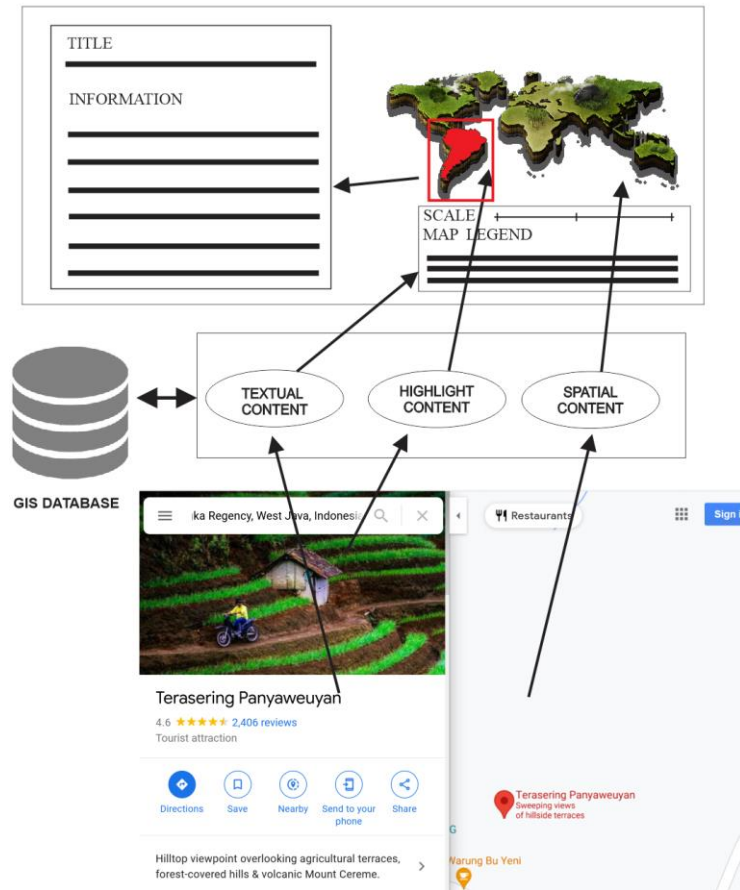 TITLE
INFORMATION
SCALE
MAP LEGEND
TEXTUAL
CONTENT
HIGHLIGHT
CONTENT
SPATIAL
CONTENT
GIS DATABASE
ka Regency, West Java, Indonesia
Restaurants
Sign i
Terasering Panyaweuyan
4.6 2,406 reviews
Tourist attraction
Directions
Save
Nearby
Send to your
phone
Share
Hilltop viewpoint overlooking agricultural terraces,
forest-covered hills & volcanic Mount Cereme.
Terasering Panyaweuyan
Sweeping views
of hillside terraces
G
Warung Bu Yeni